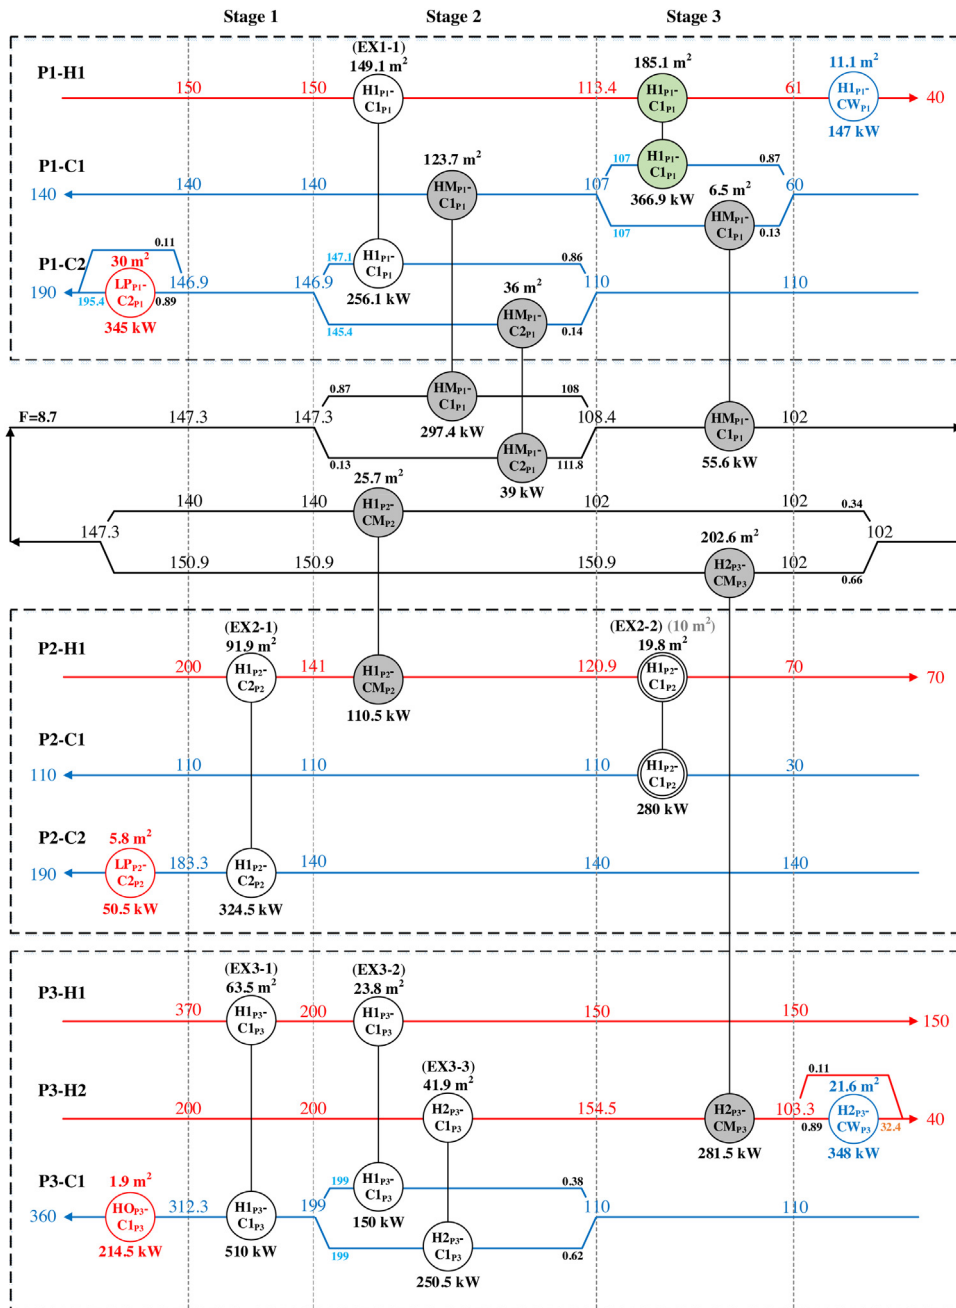 Stage 1 Stage 2 Stage 3
(EX1-1)
149.1 m² 185.1 m² 11.1 m²
P1-H1
150 150 H1P1-C1P1 113.4 H1P1-C1P1 61 H1P1-CWP1 40
147 kW
123.7 m²
P1-C1
107 H1P1-C1P1 0.87
366.9 kW
6.5 m²
140 140 140 HMP1-C1P1 107 60
107 HMP1-C1P1 0.13
0.11
P1-C2
30 m²
147.1 H1P1-C1P1 0.86
256.1 kW
190 195.4 LPP1-C2P1 0.89 146.9 146.9 110 110
345 kW
36 m²
145.4 HMP1-C2P1 0.14
0.87 HMP1-C1P1 108
297.4 kW
F=8.7 147.3 147.3 108.4 HMP1-C1P1 102
55.6 kW
0.13 HMP1-C2P1 111.8
39 kW
25.7 m²
140 140 H1P2-CMP2 102 102 0.34
147.3 102
202.6 m²
150.9 150.9 150.9 H2P3-CMP3 102 0.66
(EX2-1) (EX2-2) (10 m²)
91.9 m² 19.8 m²
P2-H1
200 H1P2-C2P2 141 H1P2-CMP2 120.9 H1P2-C1P2 70 70
110.5 kW
P2-C1
110 110 110 110 H1P2-C1P2 30
280 kW
P2-C2
5.8 m²
190 LPP2-C2P2 183.3 H1P2-C2P2 140 140 140
50.5 kW 324.5 kW
(EX3-1) (EX3-2)
63.5 m² 23.8 m²
P3-H1
370 H1P3-C1P3 200 H1P3-C1P3 150 150 150
(EX3-3)
41.9 m²
P3-H2
0.11
21.6 m²
200 200 H2P3-C1P3 154.5 H2P3-CMP3 103.3 0.89 H2P3-CWP3 32.4 40
281.5 kW 348 kW
P3-C1
1.9 m²
199 H1P3-C1P3 0.38
150 kW
360 HOP3-C1P3 312.3 H1P3-C1P3 199 110 110
214.5 kW 510 kW
199 H2P3-C1P3 0.62
250.5 kW